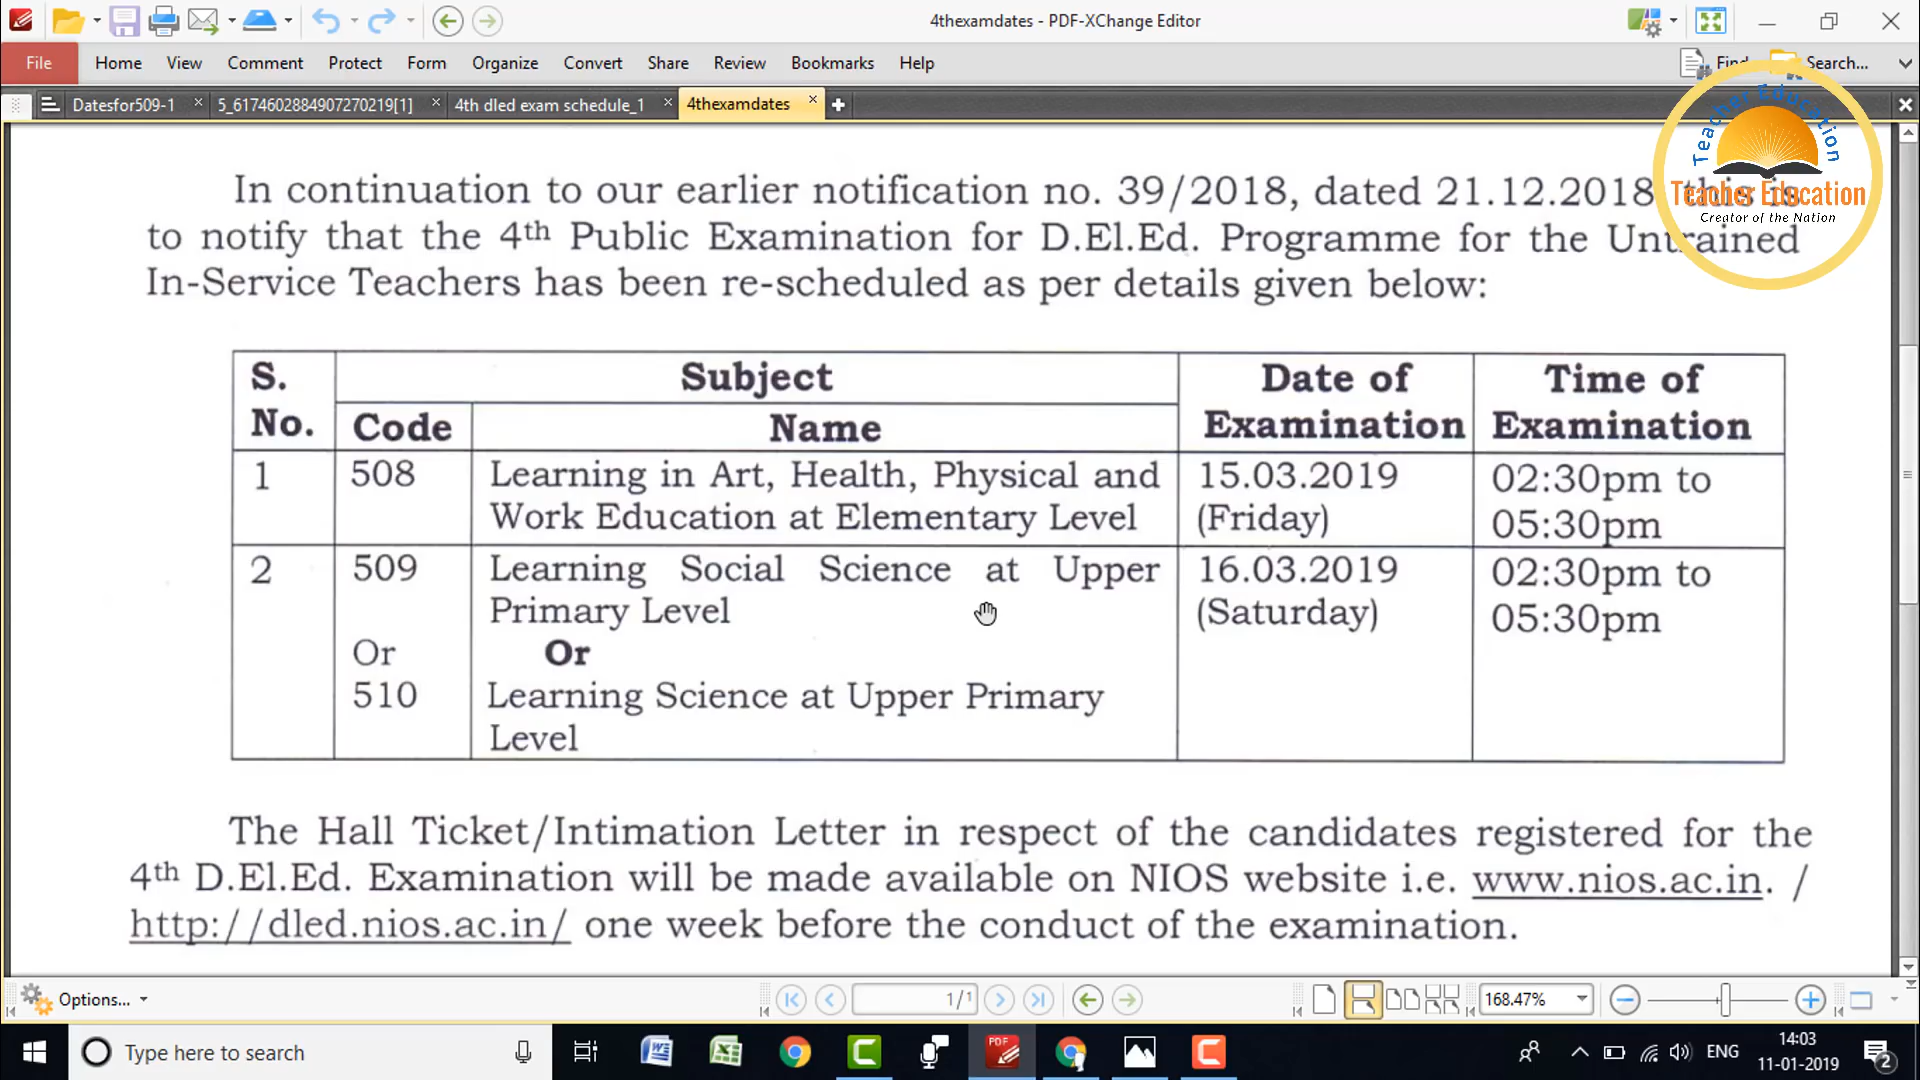 4thexamdates - PDF-XChange Editor
File Home View Comment Protect Form Organize Convert Share Review Bookmarks Help Find Search...
Datesfor509-1 5_6174602884907270219[1] 4th dled exam schedule_1 4thexamdates
Teacher Education
Teacher Education
Creator of the Nation
In continuation to our earlier notification no. 39/2018, dated 21.12.2018 this is
to notify that the 4th Public Examination for D.El.Ed. Programme for the Untrained
In-Service Teachers has been re-scheduled as per details given below:
S. No. Subject Date of Examination Time of Examination
Code Name
1 508 Learning in Art, Health, Physical and 15.03.2019 02:30pm to
Work Education at Elementary Level (Friday) 05:30pm
2 509 Learning Social Science at Upper 16.03.2019 02:30pm to
Primary Level (Saturday) 05:30pm
Or Or
510 Learning Science at Upper Primary
Level
The Hall Ticket/Intimation Letter in respect of the candidates registered for the
4th D.El.Ed. Examination will be made available on NIOS website i.e. www.nios.ac.in. /
http://dled.nios.ac.in/ one week before the conduct of the examination.
Options... 1/1 168.47%
Type here to search PDF ENG 14:03
11-01-2019 2